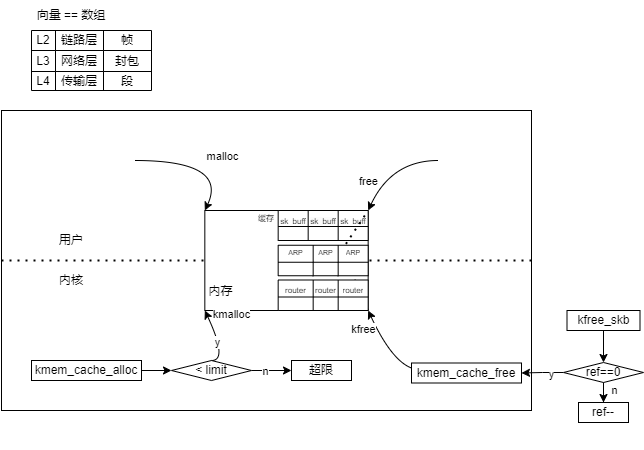 向量 == 数组
L2 链路层 帧
L3 网络层 封包
L4 传输层 段
malloc
free
缓存 sk_buff sk_buff sk_buff
用户
ARP ARP ARP
内核
内存
router router router
kmalloc
kfree
kfree_skb
y
kmem_cache_alloc
< limit
n
超限
kmem_cache_free
y
ref==0
n
ref--